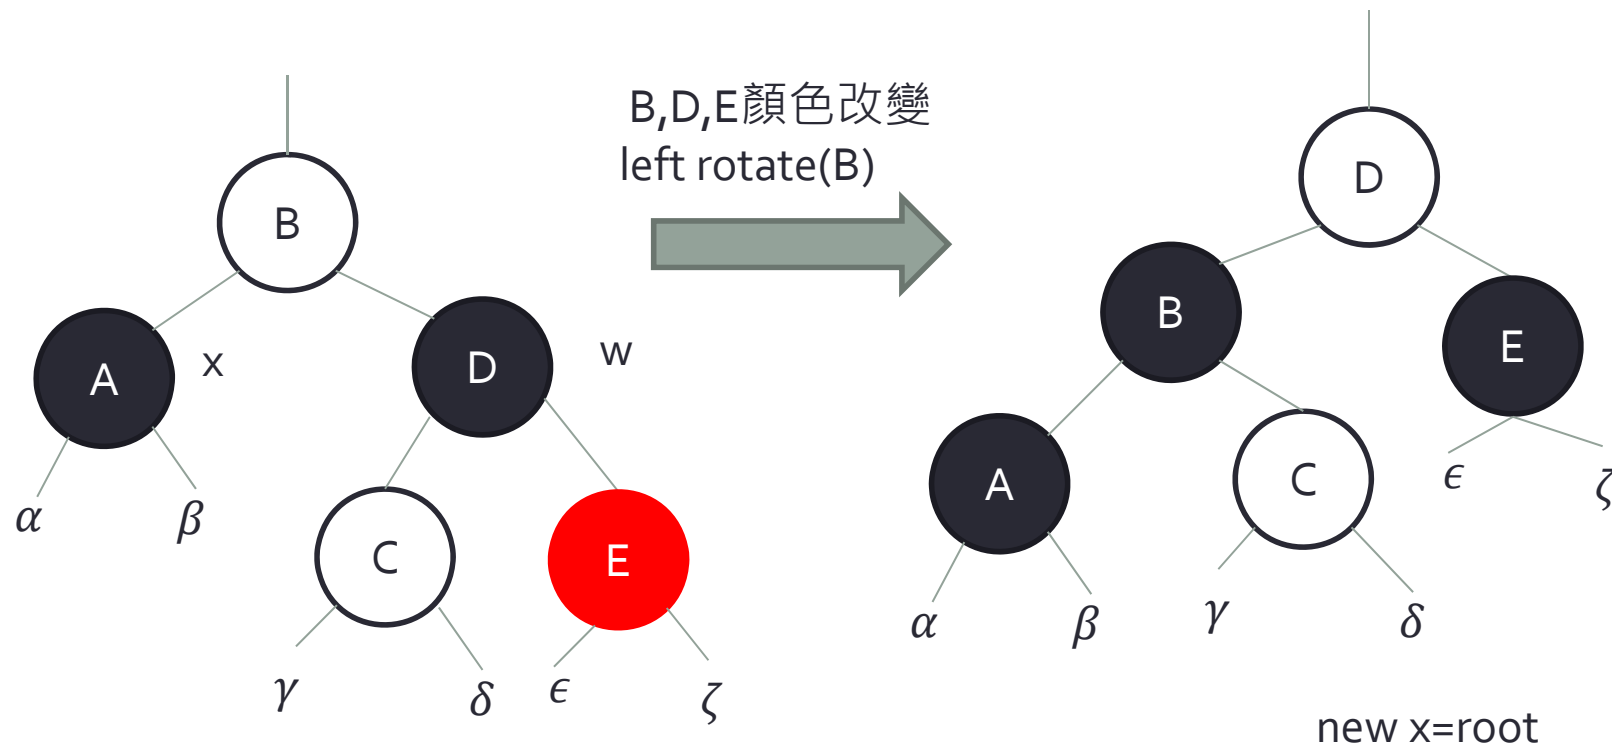 B,D,E顏色改變
left rotate(B)
B
A
x
D
w
C
E
α
β
γ
δ
ϵ
ζ
D
B
E
A
C
ϵ
ζ
α
β
γ
δ
new x=root